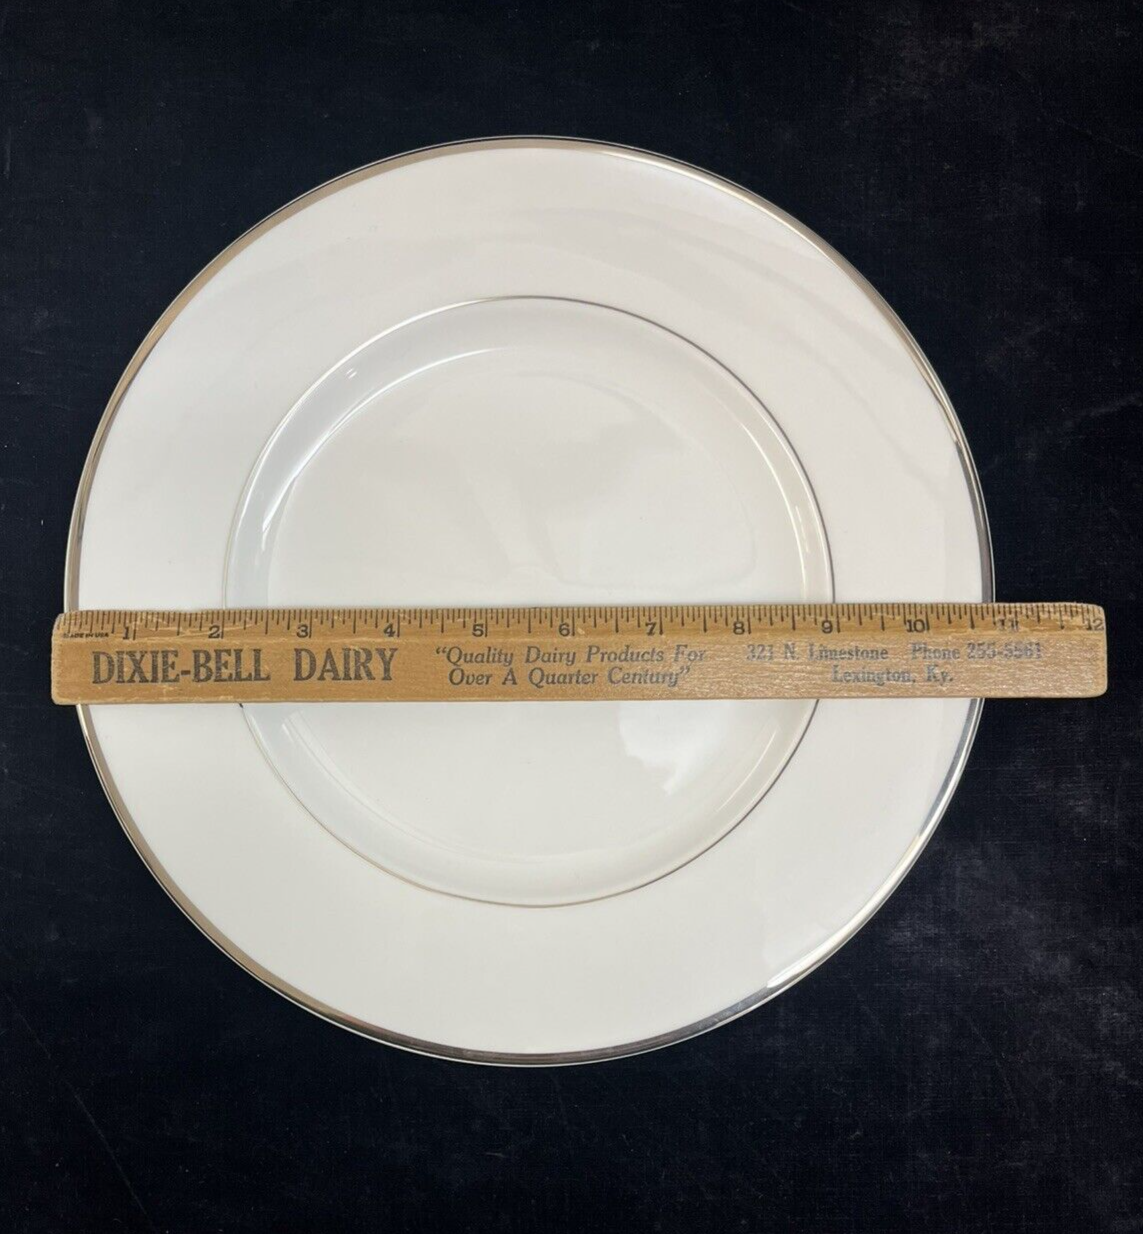 1 2 3 4 5 6 7 8 9 10 11 12
MADE IN USA
DIXIE-BELL DAIRY
"Quality Dairy Products For
Over A Quarter Century"
321 N. Limestone Phone 255-5561
Lexington, Ky.